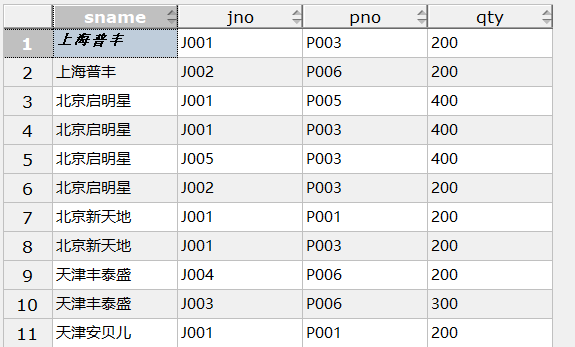 sname jno pno qty
1 上海普丰 J001 P003 200
2 上海普丰 J002 P006 200
3 北京启明星 J001 P005 400
4 北京启明星 J001 P003 400
5 北京启明星 J005 P003 400
6 北京启明星 J002 P003 200
7 北京新天地 J001 P001 200
8 北京新天地 J001 P003 200
9 天津丰泰盛 J004 P006 200
10 天津丰泰盛 J003 P006 300
11 天津安贝儿 J001 P001 200